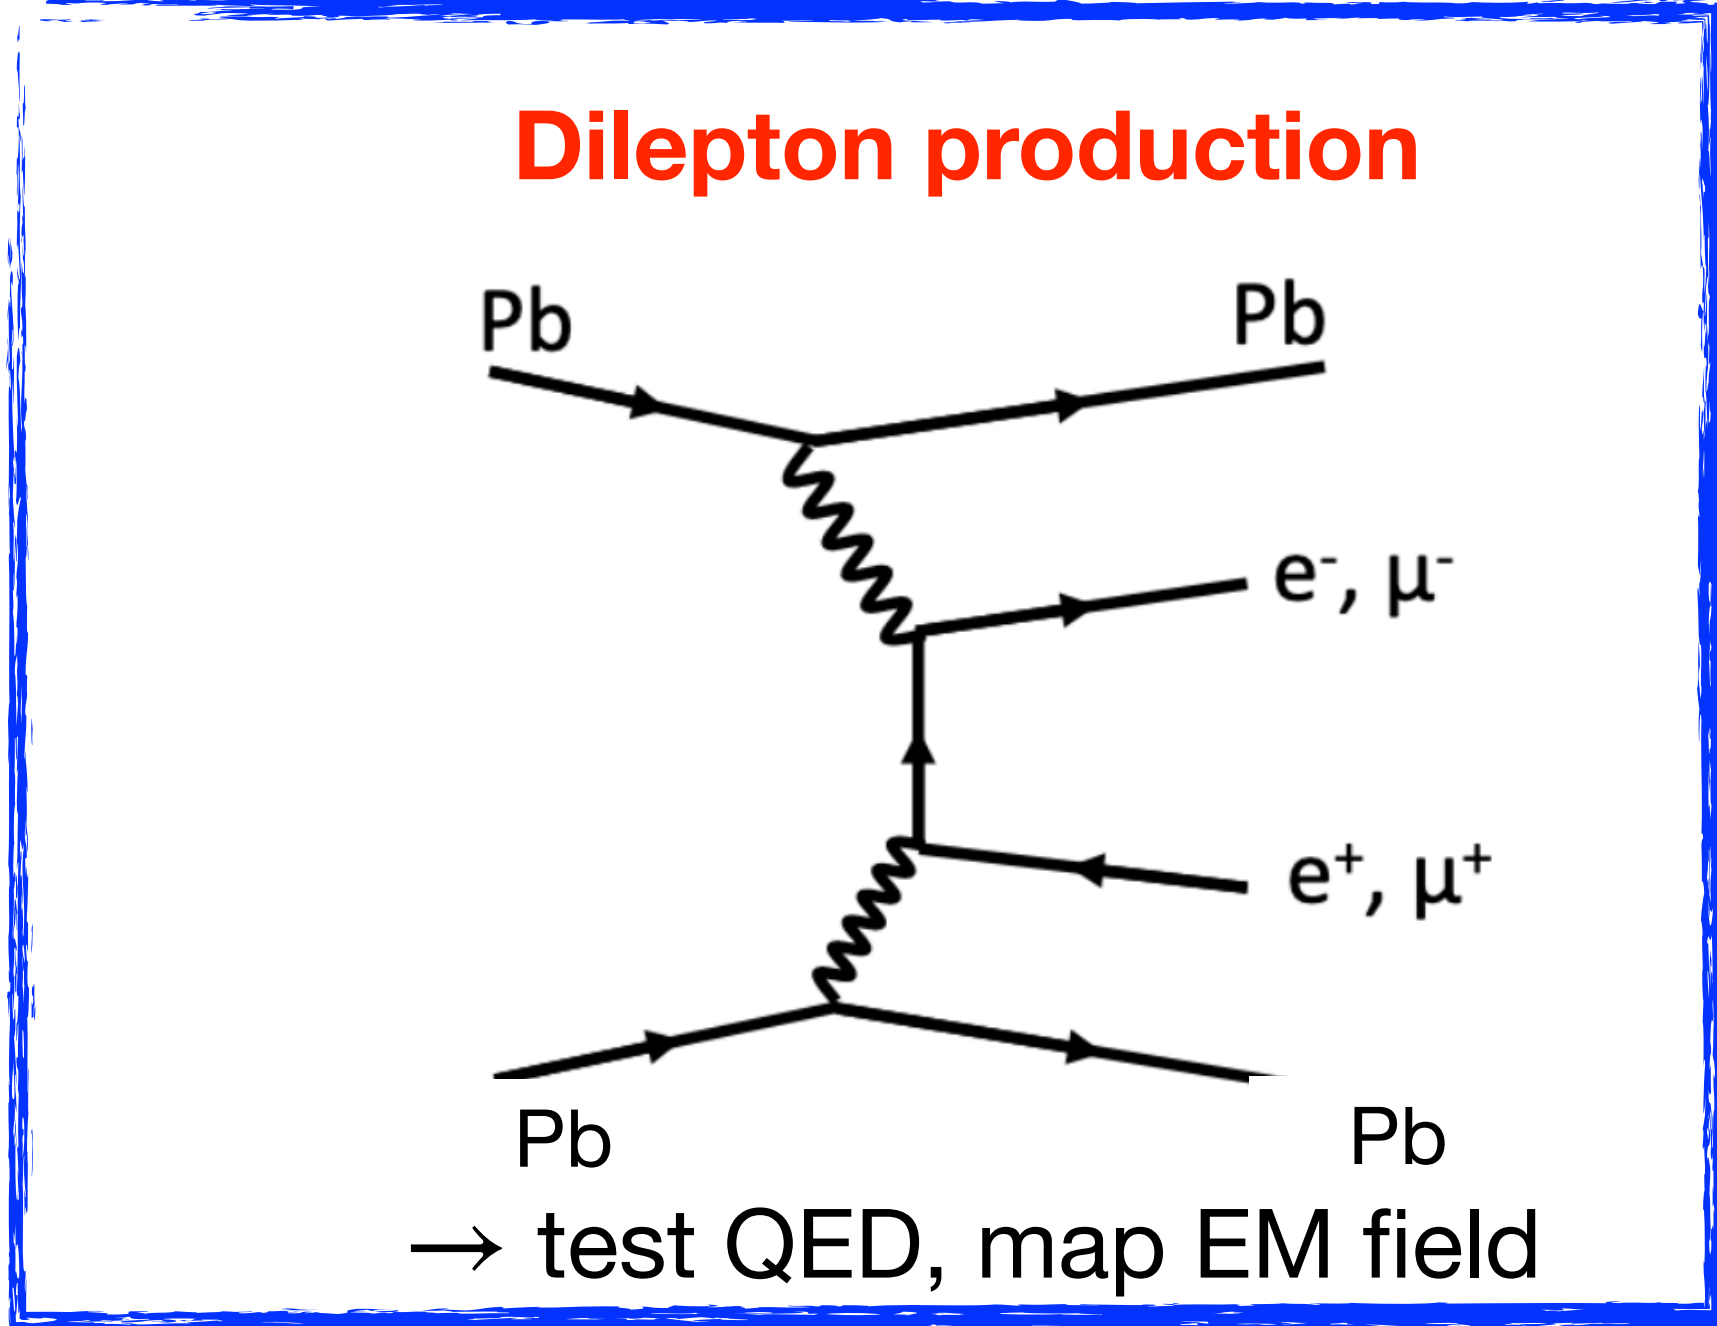 Dilepton production
Pb Pb
e⁻, μ⁻
e⁺, μ⁺
Pb Pb
→ test QED, map EM field